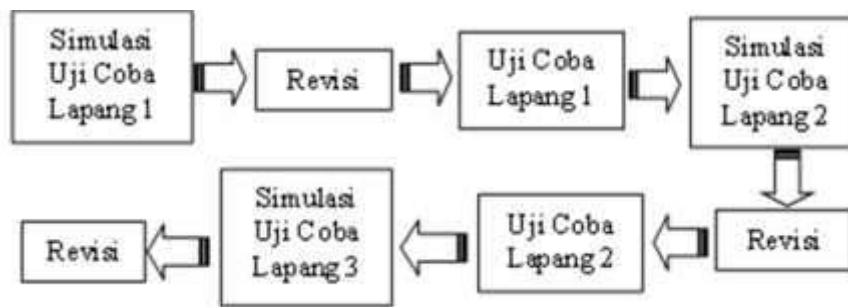 Simulasi
Uji Coba
Lapang 1
Revisi
Uji Coba
Lapang 1
Simulasi
Uji Coba
Lapang 2
Revisi
Uji Coba
Lapang 2
Simulasi
Uji Coba
Lapang 3
Revisi